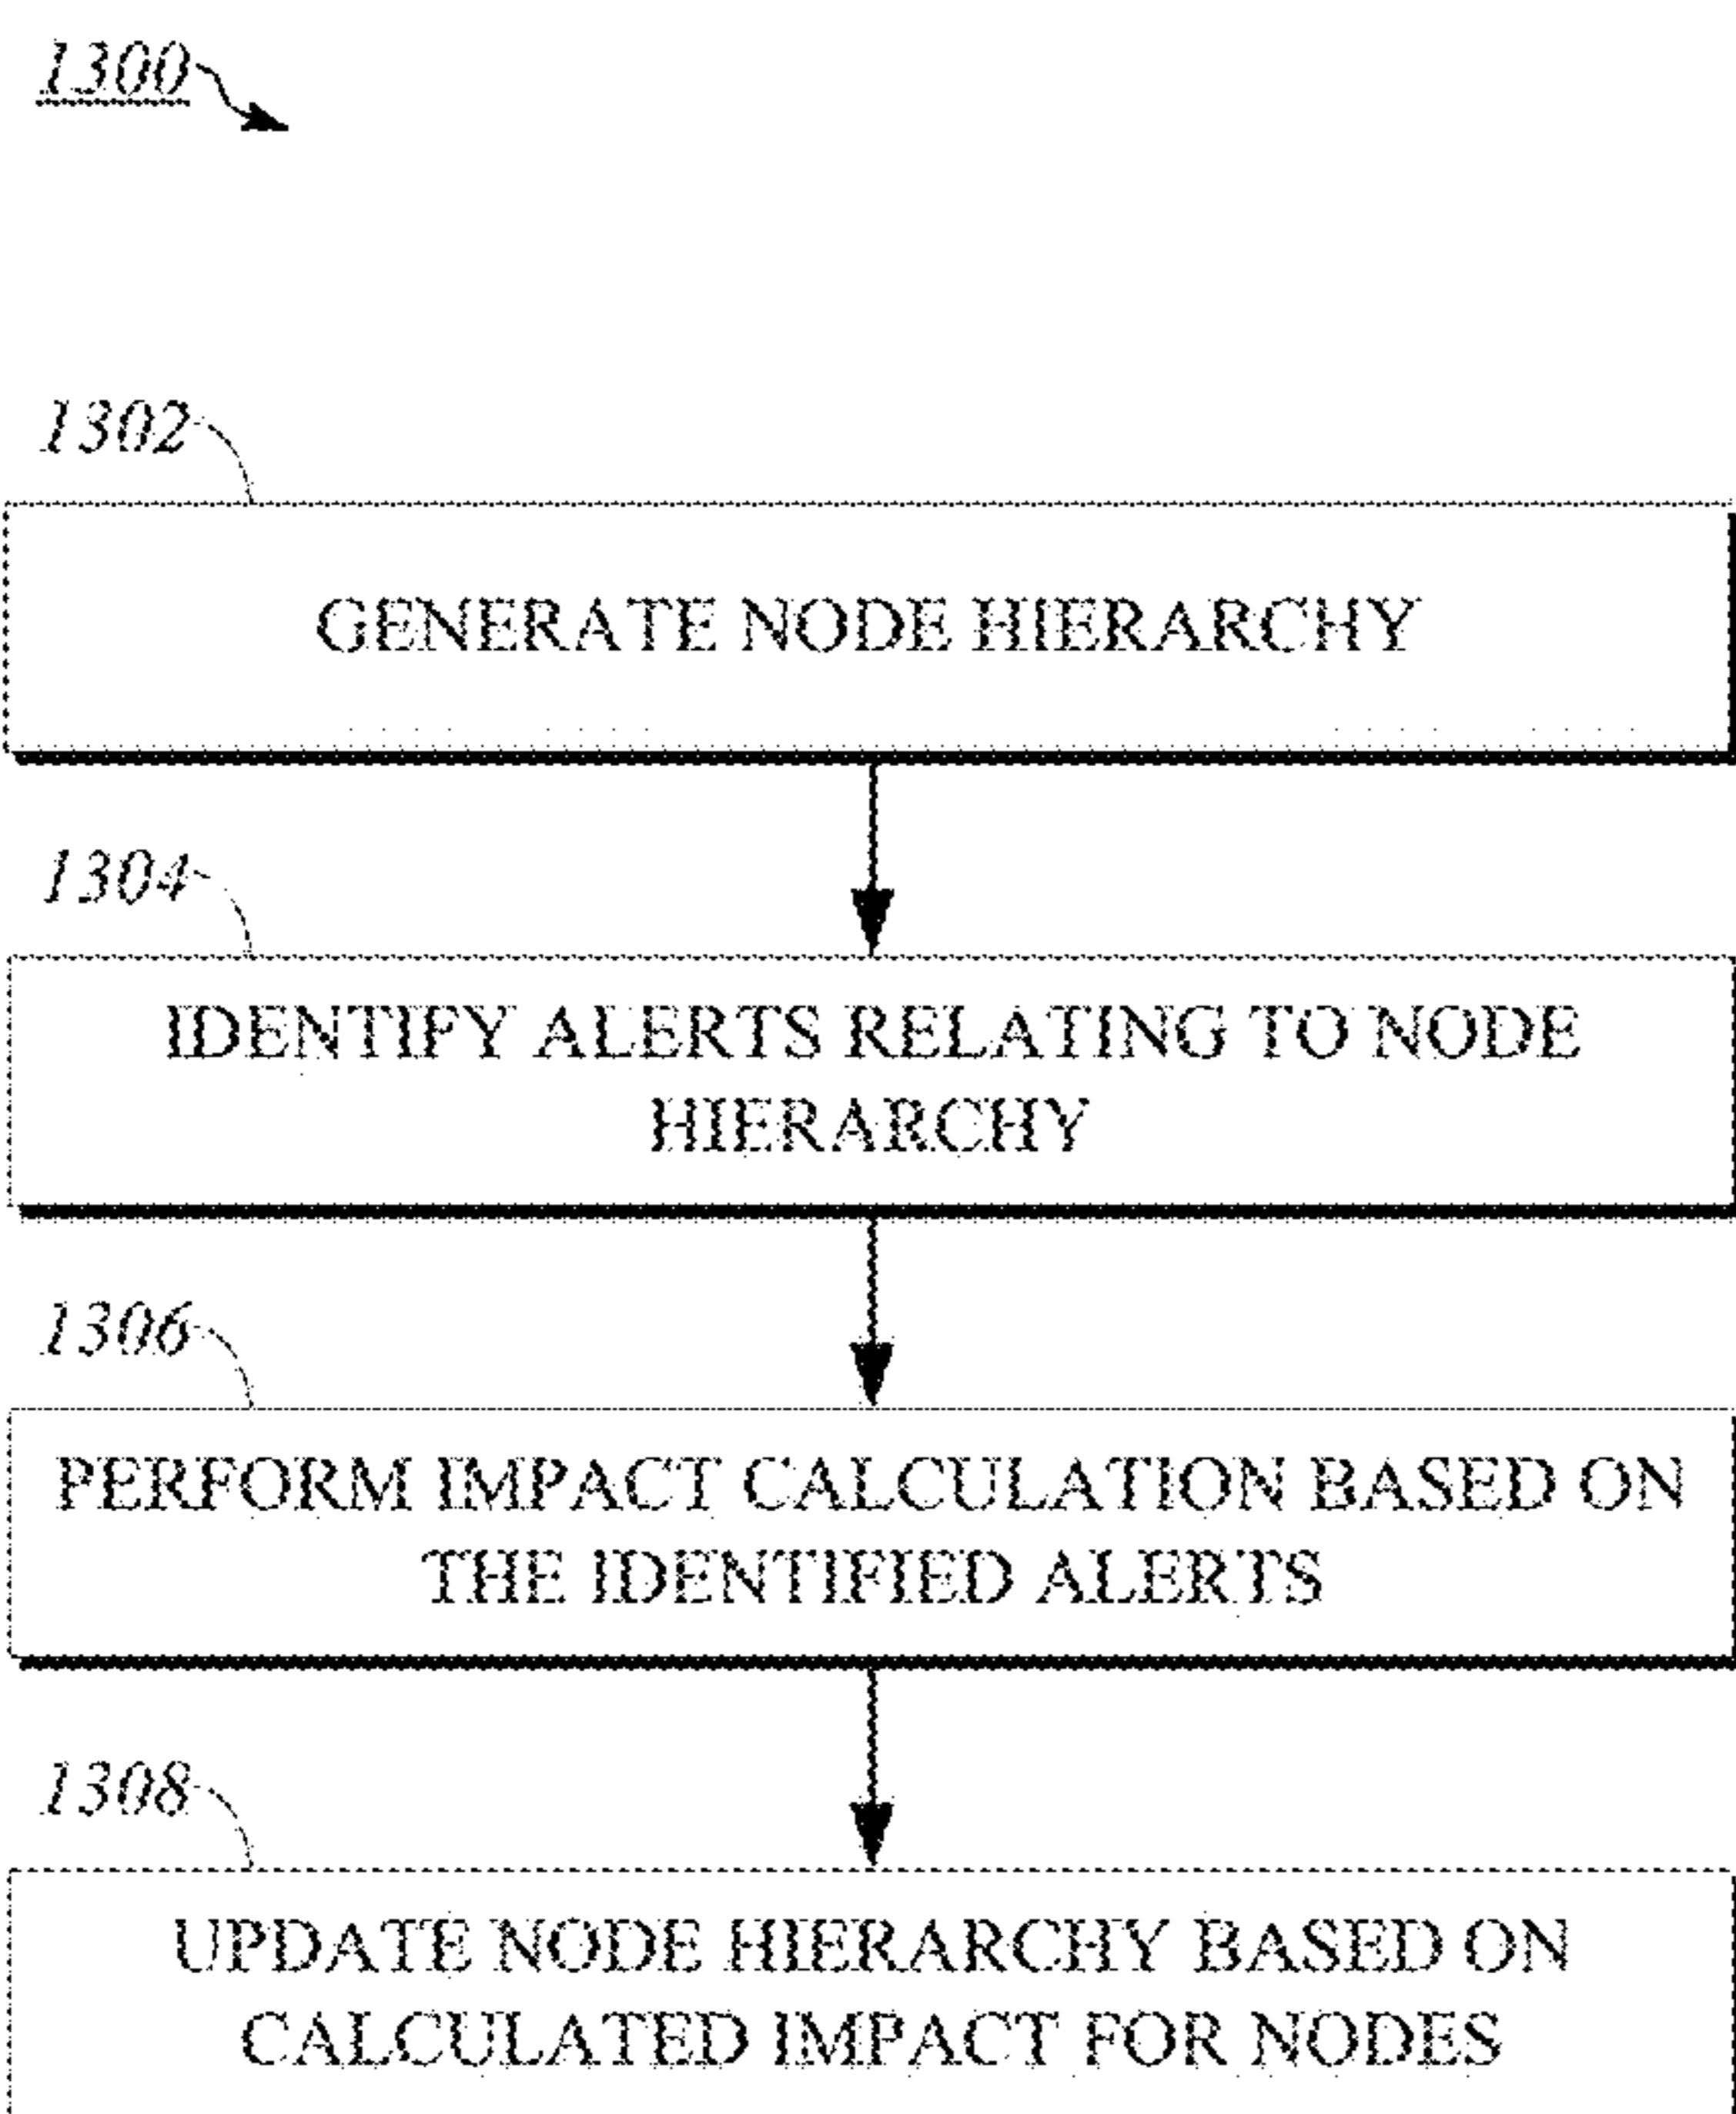 1300
1302
GENERATE NODE HIERARCHY
1304
IDENTIFY ALERTS RELATING TO NODE
HIERARCHY
1306
PERFORM IMPACT CALCULATION BASED ON
THE IDENTIFIED ALERTS
1308
UPDATE NODE HIERARCHY BASED ON
CALCULATED IMPACT FOR NODES